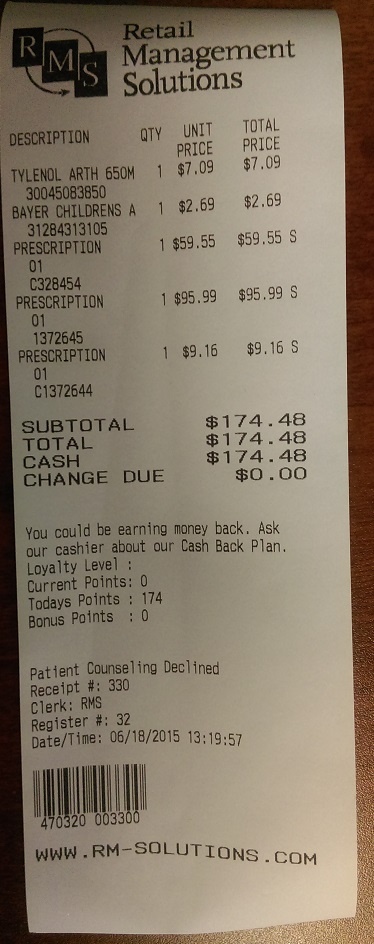 RMS
Retail
Management
Solutions
DESCRIPTION QTY UNIT PRICE TOTAL PRICE
TYLENOL ARTH 650M 1 $7.09 $7.09
30045083850
BAYER CHILDRENS A 1 $2.69 $2.69
31284313105
PRESCRIPTION 1 $59.55 $59.55 S
01
C328454
PRESCRIPTION 1 $95.99 $95.99 S
01
1372645
PRESCRIPTION 1 $9.16 $9.16 S
01
C1372644
SUBTOTAL $174.48
TOTAL $174.48
CASH $174.48
CHANGE DUE $0.00
You could be earning money back. Ask
our cashier about our Cash Back Plan.
Loyalty Level :
Current Points: 0
Todays Points : 174
Bonus Points : 0
Patient Counseling Declined
Receipt #: 330
Clerk: RMS
Register #: 32
Date/Time: 06/18/2015 13:19:57
470320 003300
WWW.RM-SOLUTIONS.COM